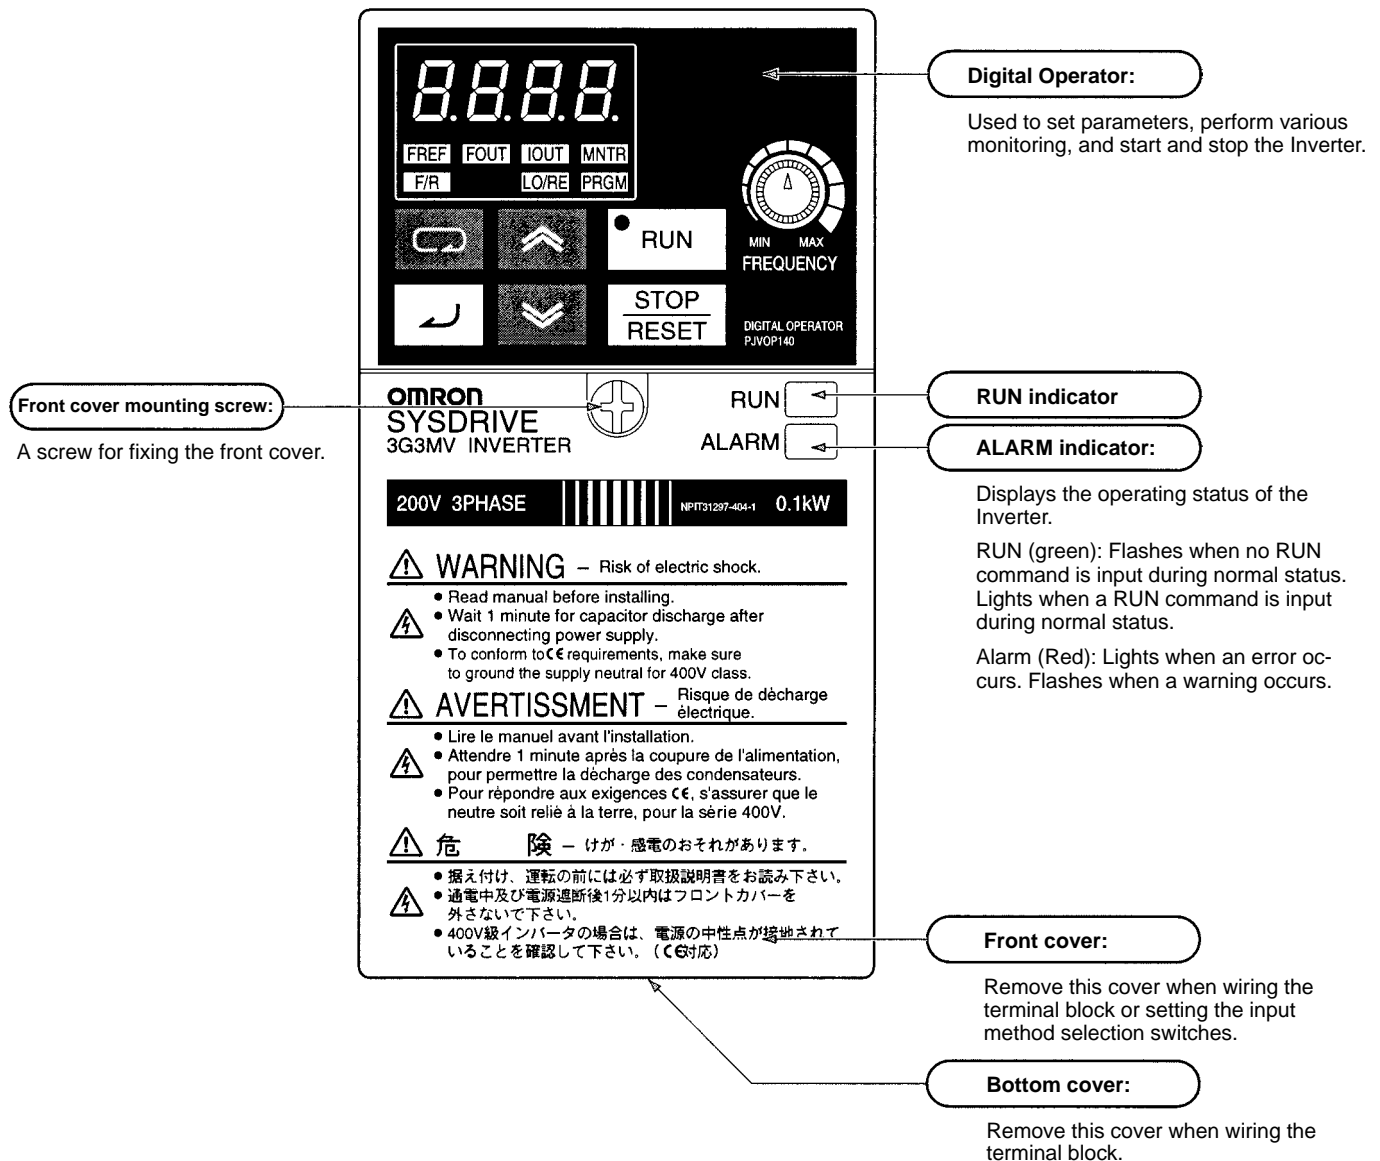 8.8.8.8.
FREF FOUT IOUT MNTR
F/R LO/RE PRGM
RUN
STOP
RESET
MIN MAX
FREQUENCY
DIGITAL OPERATOR
PJVOP140
Digital Operator:
Used to set parameters, perform various
monitoring, and start and stop the Inverter.
Front cover mounting screw:
A screw for fixing the front cover.
OMRON
SYSDRIVE
3G3MV INVERTER
RUN
ALARM
RUN indicator
ALARM indicator:
Displays the operating status of the
Inverter.
RUN (green): Flashes when no RUN
command is input during normal status.
Lights when a RUN command is input
during normal status.
Alarm (Red): Lights when an error oc-
curs. Flashes when a warning occurs.
200V 3PHASE NPIT31297-404-1 0.1kW
WARNING – Risk of electric shock.
● Read manual before installing.
● Wait 1 minute for capacitor discharge after
disconnecting power supply.
● To conform to CE requirements, make sure
to ground the supply neutral for 400V class.
AVERTISSMENT – Risque de dècharge
èlectrique.
● Lire le manuel avant l'installation.
● Attendre 1 minute après la coupure de l'alimentation,
pour permettre la dècharge des condensateurs.
● Pour rèpondre aux exigences CE, s'assurer que le
neutre soit reliè à la terre, pour la sèrie 400V.
危 険 – けが・感電のおそれがあります。
● 据え付け、運転の前には必ず取扱説明書をお読み下さい。
● 通電中及び電源遮断後1分以内はフロントカバーを
外さないで下さい。
● 400V級インバータの場合は、電源の中性点が接地されて
いることを確認して下さい。(CE対応)
Front cover:
Remove this cover when wiring the
terminal block or setting the input
method selection switches.
Bottom cover:
Remove this cover when wiring the
terminal block.